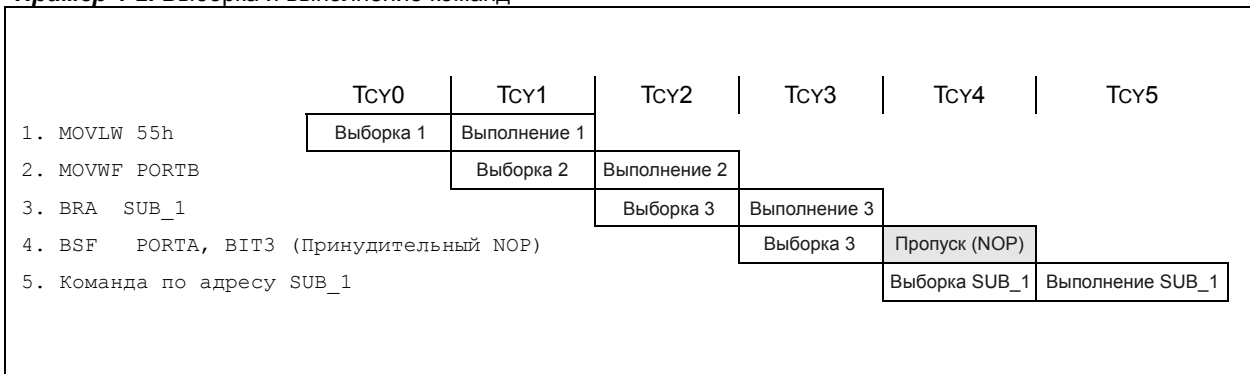 Пример 4-2. Выборка и выполнение команд
TCY0 TCY1 TCY2 TCY3 TCY4 TCY5
1. MOVLW 55h Выборка 1 Выполнение 1
2. MOVWF PORTB Выборка 2 Выполнение 2
3. BRA SUB_1 Выборка 3 Выполнение 3
4. BSF PORTA, BIT3 (Принудительный NOP) Выборка 3 Пропуск (NOP)
5. Команда по адресу SUB_1 Выборка SUB_1 Выполнение SUB_1